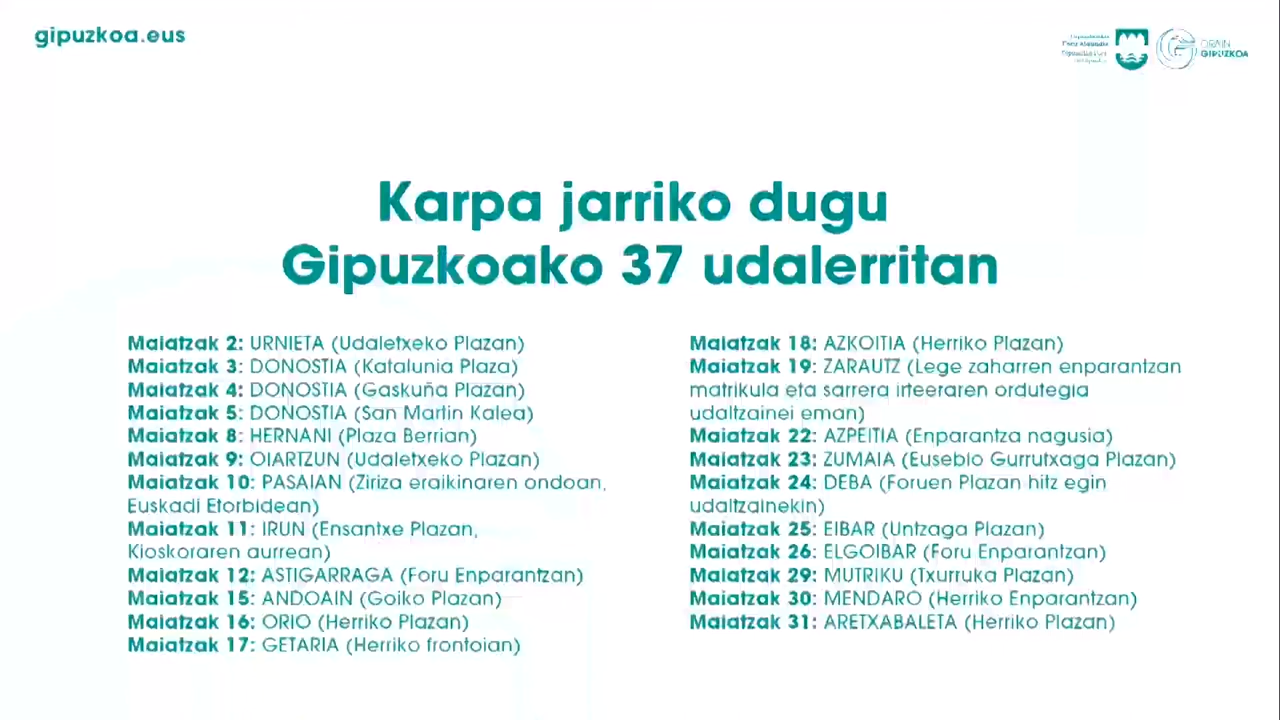 gipuzkoa.eus
ORAIN
GIPUZKOA
Karpa jarriko dugu
Gipuzkoako 37 udalerritan
Maiatzak 2: URNIETA (Udaletxeko Plazan)
Maiatzak 3: DONOSTIA (Katalunia Plaza)
Maiatzak 4: DONOSTIA (Gaskuña Plazan)
Maiatzak 5: DONOSTIA (San Martin Kalea)
Maiatzak 8: HERNANI (Plaza Berrian)
Maiatzak 9: OIARTZUN (Udaletxeko Plazan)
Maiatzak 10: PASAIAN (Ziriza eraikinaren ondoan,
Euskadi Etorbidean)
Maiatzak 11: IRUN (Ensantxe Plazan,
Kioskoraren aurrean)
Maiatzak 12: ASTIGARRAGA (Foru Enparantzan)
Maiatzak 15: ANDOAIN (Goiko Plazan)
Maiatzak 16: ORIO (Herriko Plazan)
Maiatzak 17: GETARIA (Herriko frontoian)
Maiatzak 18: AZKOITIA (Herriko Plazan)
Maiatzak 19: ZARAUTZ (Lege zaharren enparantzan
matrikula eta sarrera irteeraren ordutegia
udaltzainei eman)
Maiatzak 22: AZPEITIA (Enparantza nagusia)
Maiatzak 23: ZUMAIA (Eusebio Gurrutxaga Plazan)
Maiatzak 24: DEBA (Foruen Plazan hitz egin
udaltzainekin)
Maiatzak 25: EIBAR (Untzaga Plazan)
Maiatzak 26: ELGOIBAR (Foru Enparantzan)
Maiatzak 29: MUTRIKU (Txurruka Plazan)
Maiatzak 30: MENDARO (Herriko Enparantzan)
Maiatzak 31: ARETXABALETA (Herriko Plazan)